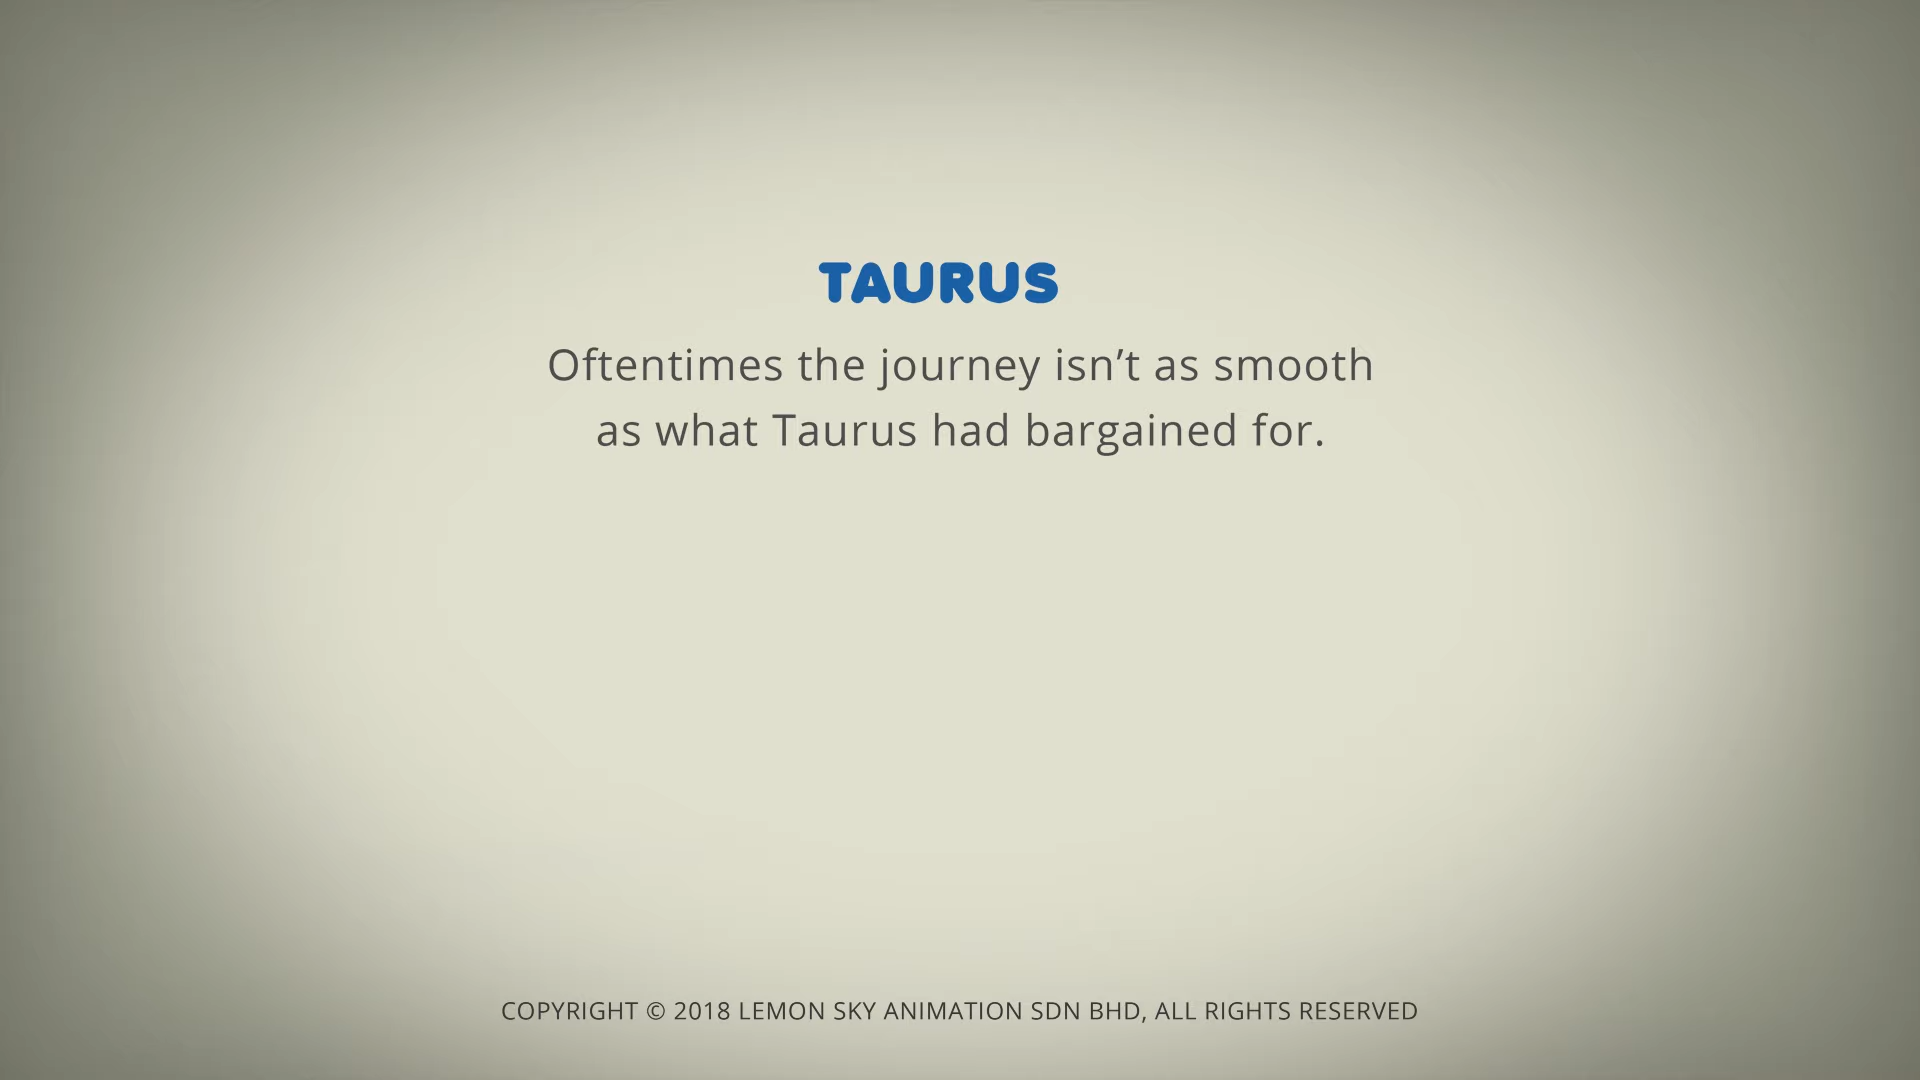 TAURUS
Oftentimes the journey isn’t as smooth
as what Taurus had bargained for.
COPYRIGHT © 2018 LEMON SKY ANIMATION SDN BHD, ALL RIGHTS RESERVED